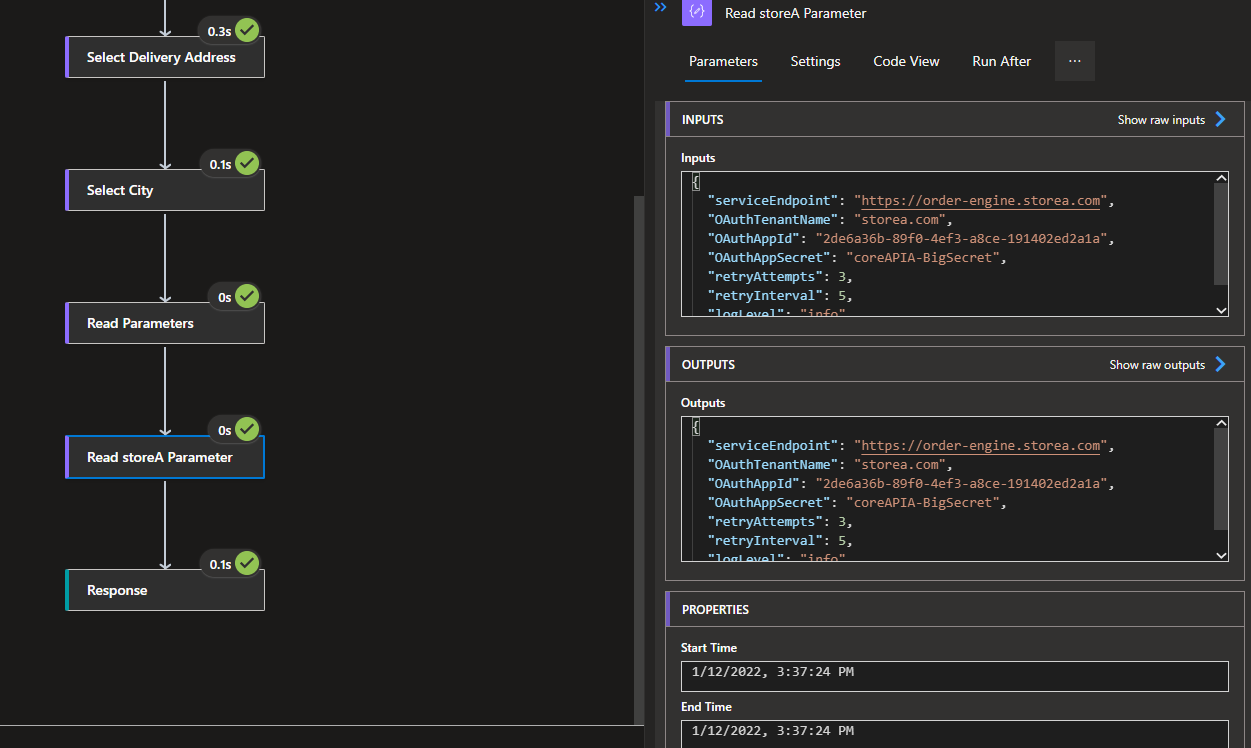 0.3s
Select Delivery Address
0.1s
Select City
0s
Read Parameters
0s
Read storeA Parameter
0.1s
Response
Read storeA Parameter
Parameters Settings Code View Run After ...
INPUTS Show raw inputs
Inputs
{
"serviceEndpoint": "https://order-engine.storea.com",
"OAuthTenantName": "storea.com",
"OAuthAppId": "2de6a36b-89f0-4ef3-a8ce-191402ed2a1a",
"OAuthAppSecret": "coreAPIA-BigSecret",
"retryAttempts": 3,
"retryInterval": 5,
"logLevel": "info"
OUTPUTS Show raw outputs
Outputs
{
"serviceEndpoint": "https://order-engine.storea.com",
"OAuthTenantName": "storea.com",
"OAuthAppId": "2de6a36b-89f0-4ef3-a8ce-191402ed2a1a",
"OAuthAppSecret": "coreAPIA-BigSecret",
"retryAttempts": 3,
"retryInterval": 5,
"logLevel": "info"
PROPERTIES
Start Time
1/12/2022, 3:37:24 PM
End Time
1/12/2022, 3:37:24 PM